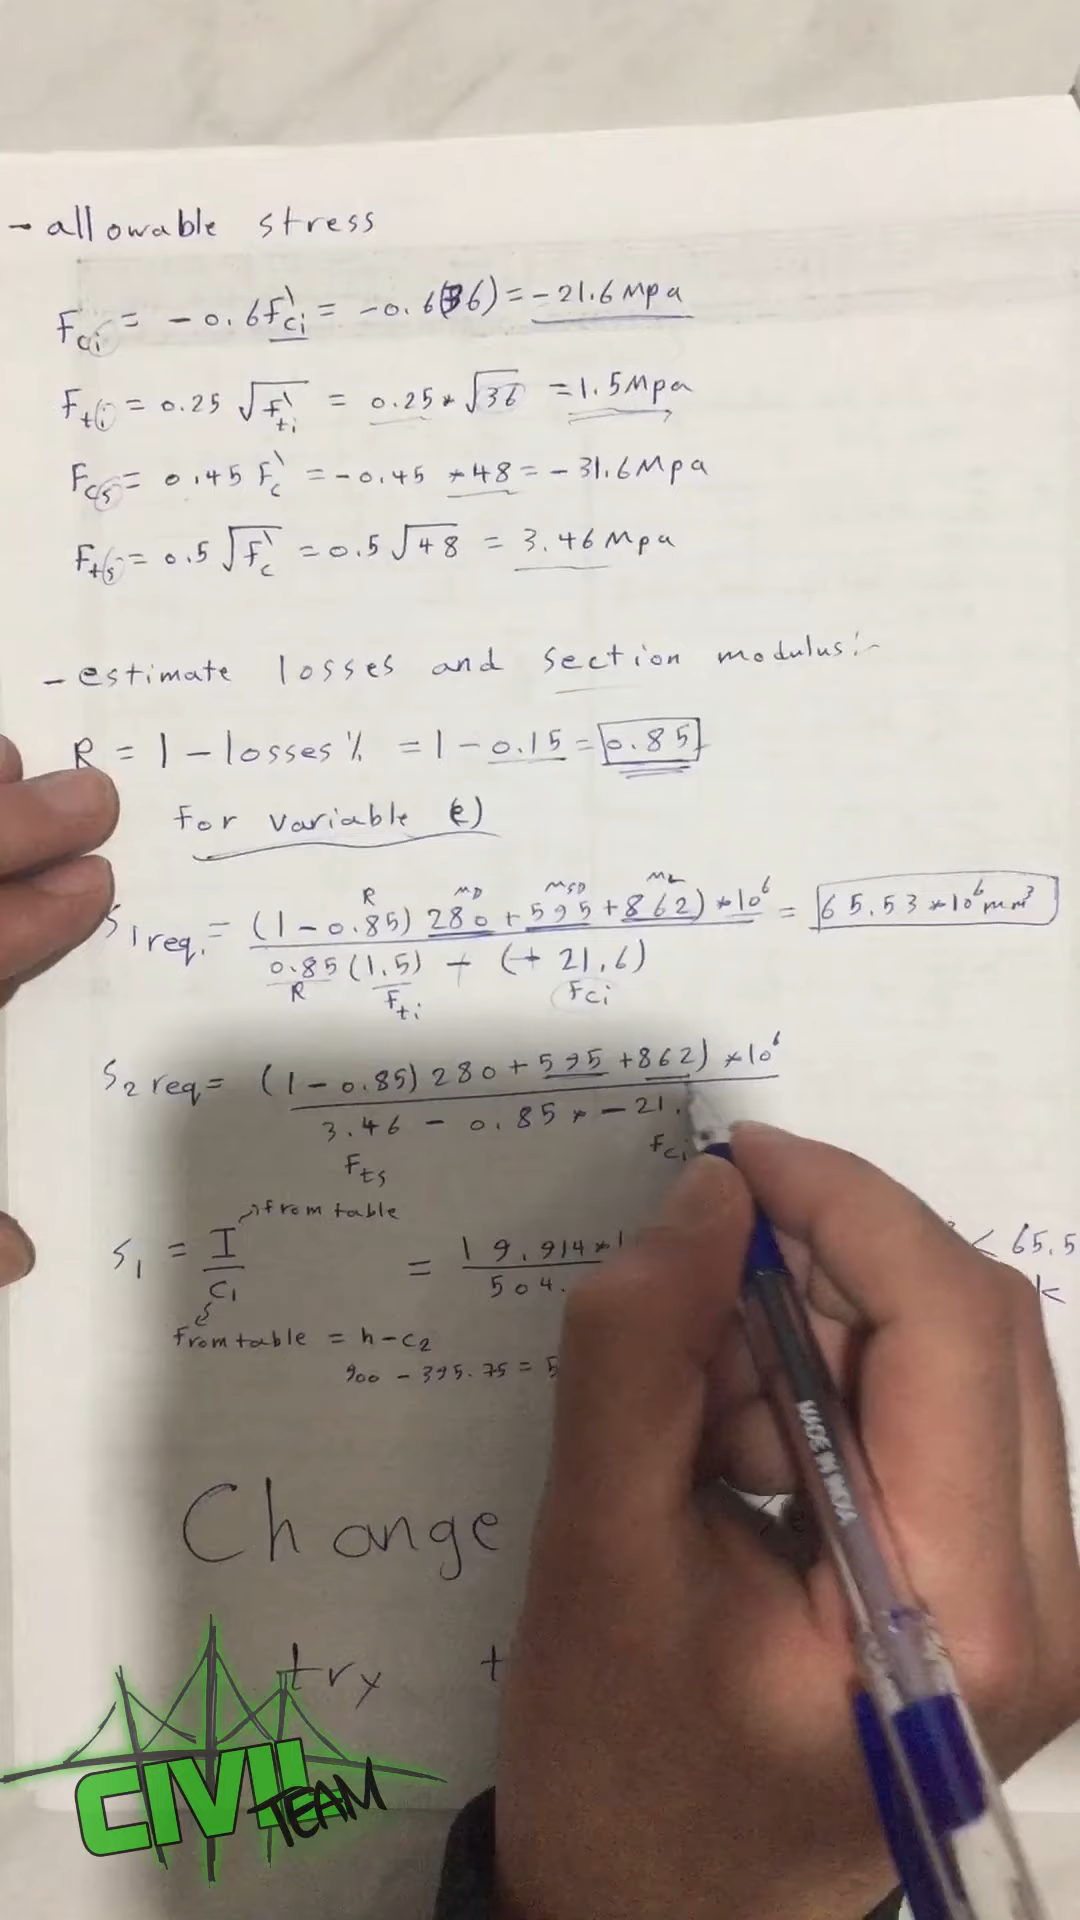 - allowable stress
Fci = -0.6 f'ci = -0.6(36) = -21.6 Mpa
Fti = 0.25 √f'ti = 0.25 * √36 = 1.5 Mpa
Fcs = 0.45 F'c = -0.45 * 48 = -31.6 Mpa
Fts = 0.5 √F'c = 0.5 √48 = 3.46 Mpa
- estimate losses and section modulus:-
R = 1 - losses % = 1 - 0.15 = 0.85
For variable (e)
R MD MSD ML
S1 req. = (1 - 0.85) 280 + 595 + 862) * 10^6 = 65.53 * 10^6 mm^3
0.85 (1.5) + (+ 21.6)
R Fti Fci
S2 req = (1 - 0.85) 280 + 595 + 862) * 10^6
3.46 - 0.85 * -21.
Fts Fci
from table
S1 = I = 19.914 * 1 < 65.5
C1 504.
from table = h - c2
900 - 395.75 = 5
Change
try
CIVIL
TEAM
MADE IN INDIA